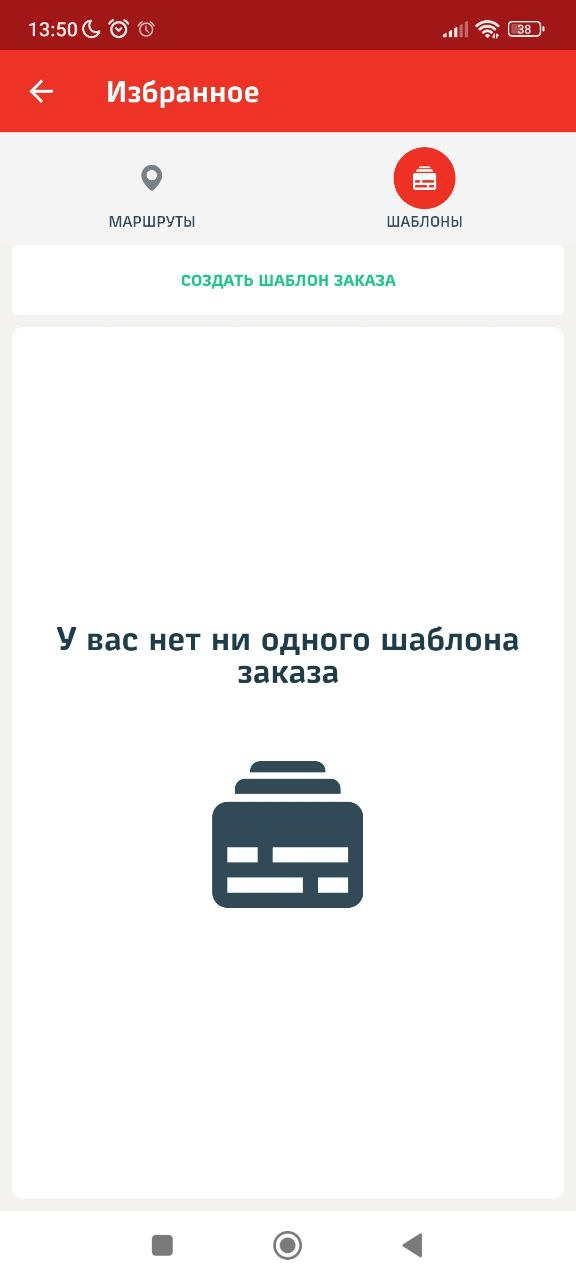 13:50
38
Избранное
МАРШРУТЫ
ШАБЛОНЫ
СОЗДАТЬ ШАБЛОН ЗАКАЗА
У вас нет ни одного шаблона
заказа